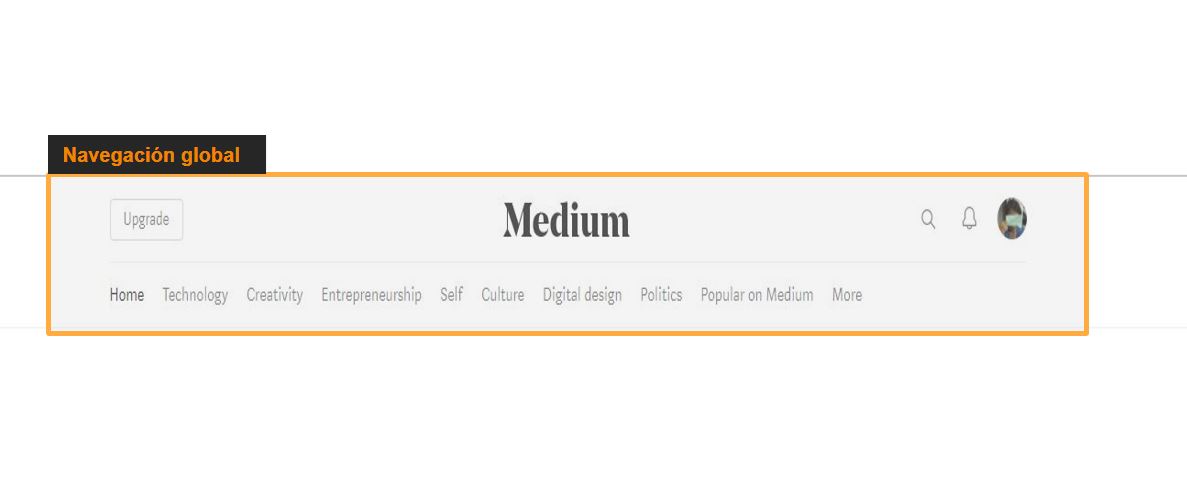 Navegación global
Upgrade
Medium
Home Technology Creativity Entrepreneurship Self Culture Digital design Politics Popular on Medium More